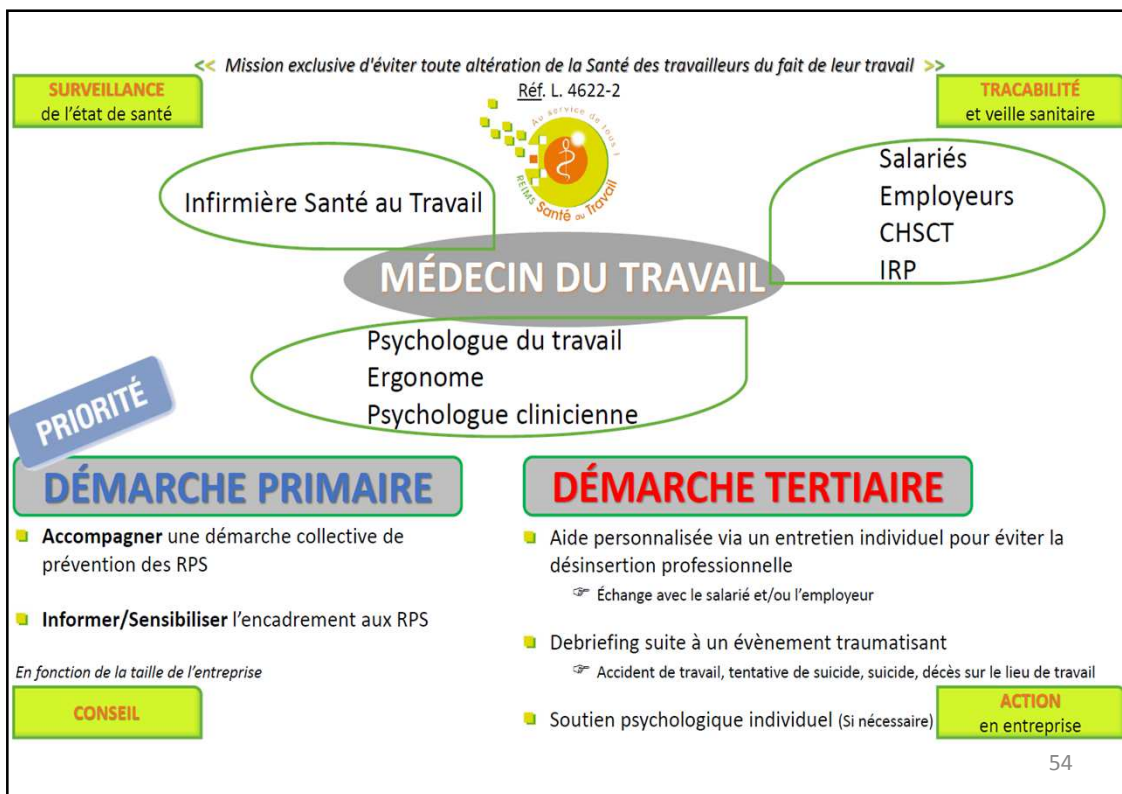 << Mission exclusive d'éviter toute altération de la Santé des travailleurs du fait de leur travail >>
Réf. L. 4622-2
SURVEILLANCE
de l'état de santé
TRACABILITÉ
et veille sanitaire
Au service de tous !
REIMS Santé au Travail
Infirmière Santé au Travail
Salariés
Employeurs
CHSCT
IRP
MÉDECIN DU TRAVAIL
Psychologue du travail
Ergonome
Psychologue clinicienne
PRIORITÉ
DÉMARCHE PRIMAIRE
Accompagner une démarche collective de
prévention des RPS
Informer/Sensibiliser l'encadrement aux RPS
En fonction de la taille de l'entreprise
CONSEIL
DÉMARCHE TERTIAIRE
Aide personnalisée via un entretien individuel pour éviter la
désinsertion professionnelle
☞ Échange avec le salarié et/ou l'employeur
Debriefing suite à un évènement traumatisant
☞ Accident de travail, tentative de suicide, suicide, décès sur le lieu de travail
Soutien psychologique individuel (Si nécessaire)
ACTION
en entreprise
54